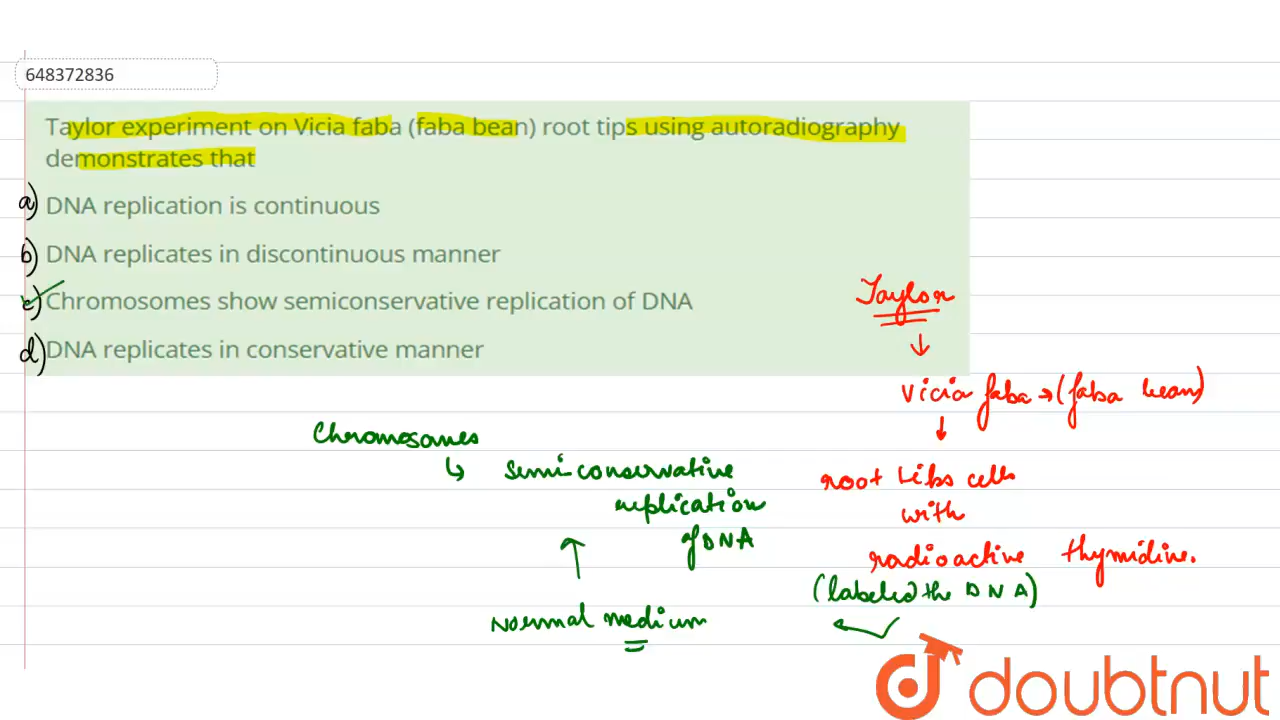 648372836
Taylor experiment on Vicia faba (faba bean) root tips using autoradiography
demonstrates that
a) DNA replication is continuous
b) DNA replicates in discontinuous manner
c) Chromosomes show semiconservative replication of DNA
d) DNA replicates in conservative manner
Taylor
Vicia faba → (faba bean)
root tibs cells
with
radioactive thymidine.
(labeled the DNA)
Chromosomes
Semi-conservative
replication
of DNA
Normal medium
doubtnut